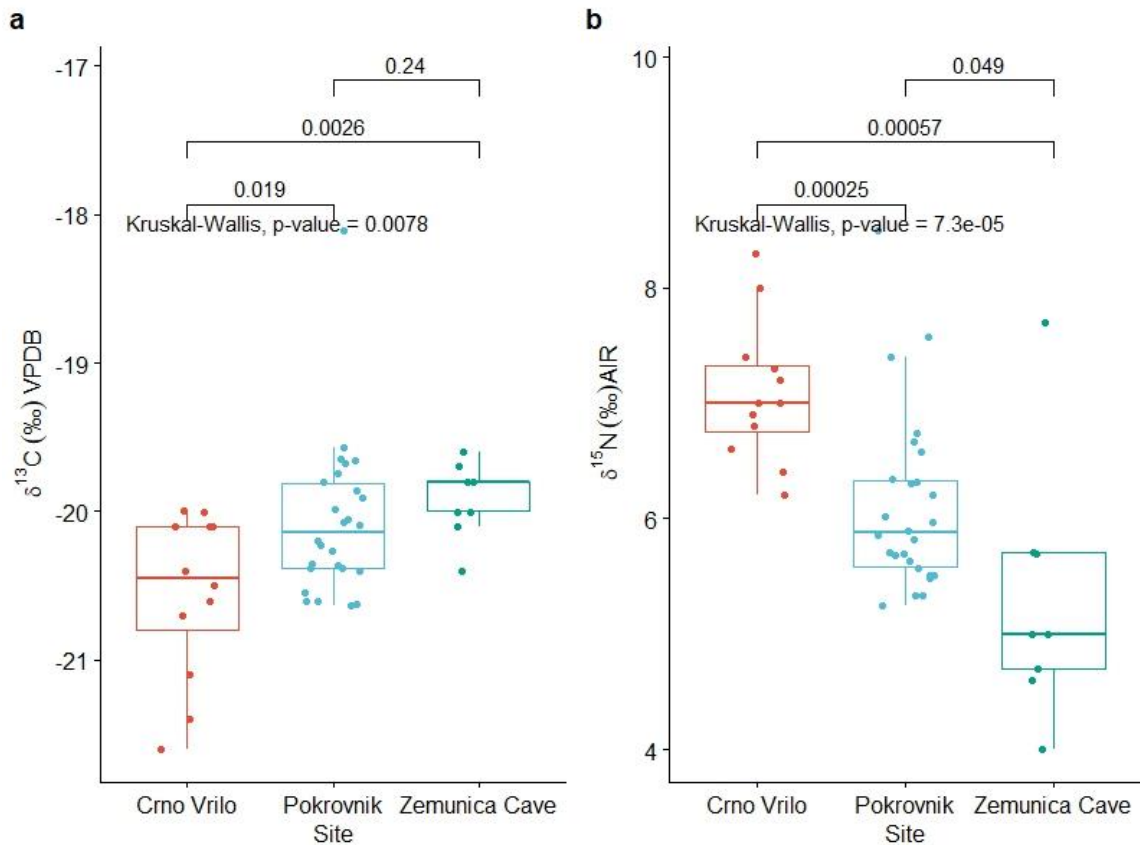 a
-17
-18
-19
-20
-21
δ13C (‰) VPDB
0.24
0.0026
0.019
Kruskal-Wallis, p-value = 0.0078
Crno Vrilo
Pokrovnik
Zemunica Cave
Site
b
10
8
6
4
δ15N (‰)AIR
0.049
0.00057
0.00025
Kruskal-Wallis, p-value = 7.3e-05
Crno Vrilo
Pokrovnik
Zemunica Cave
Site